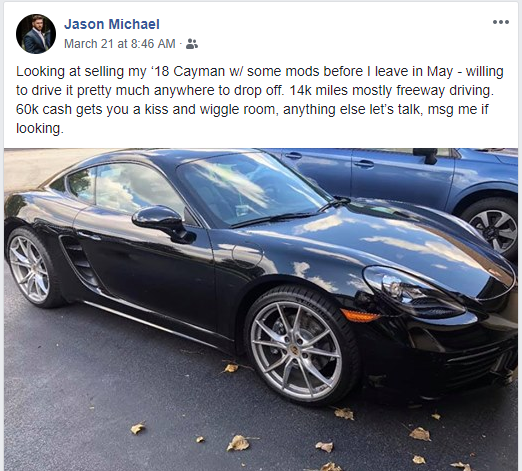 Jason Michael
March 21 at 8:46 AM ·
Looking at selling my ‘18 Cayman w/ some mods before I leave in May - willing
to drive it pretty much anywhere to drop off. 14k miles mostly freeway driving.
60k cash gets you a kiss and wiggle room, anything else let’s talk, msg me if
looking.